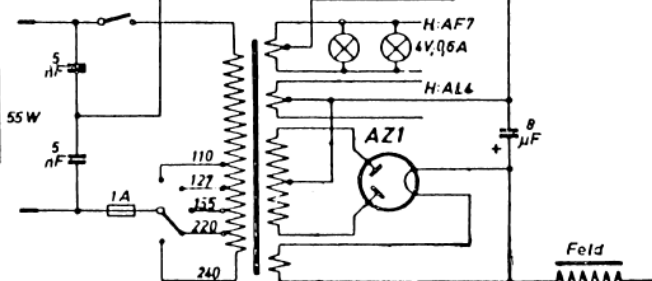 H:AF7
4V,0,6A
5
nF
H:AL4
55W
AZ1
8
+ µF
5
nF
110
127
1A
155
220
Feld
240